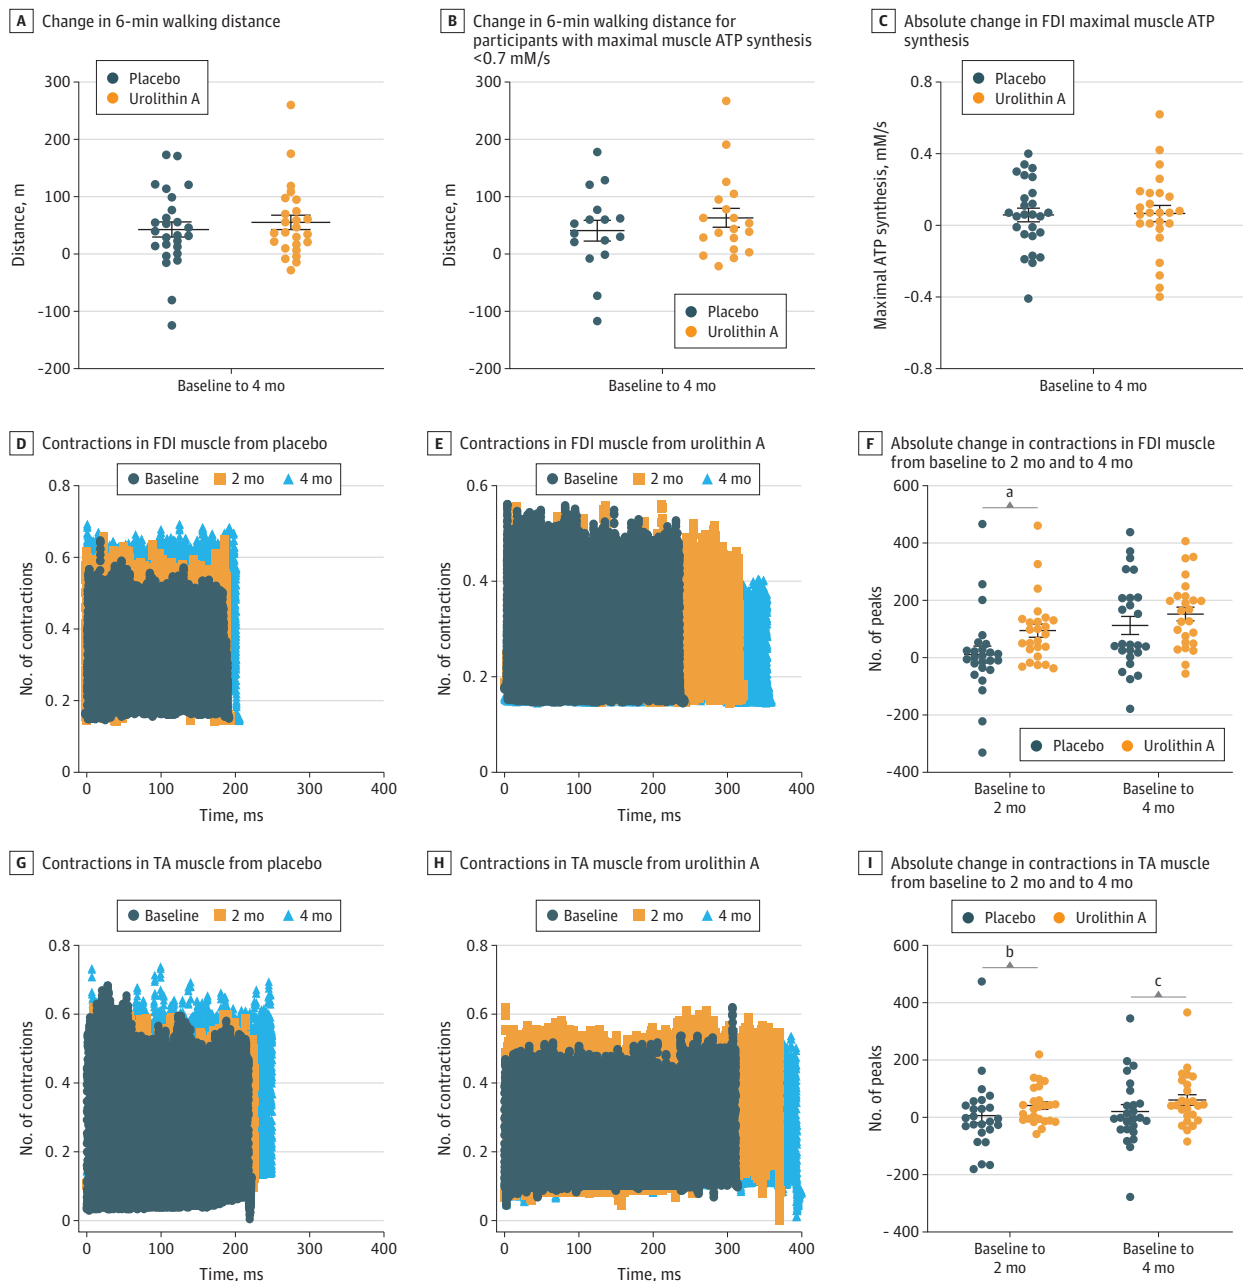 A Change in 6-min walking distance
Placebo
Urolithin A
300
200
100
0
-100
-200
Distance, m
Baseline to 4 mo
B Change in 6-min walking distance for
participants with maximal muscle ATP synthesis
<0.7 mM/s
300
200
100
0
-100
-200
Distance, m
Placebo
Urolithin A
Baseline to 4 mo
C Absolute change in FDI maximal muscle ATP
synthesis
Placebo
Urolithin A
0.8
0.4
0
-0.4
-0.8
Maximal ATP synthesis, mM/s
Baseline to 4 mo
D Contractions in FDI muscle from placebo
Baseline 2 mo 4 mo
0.8
0.6
0.4
0.2
0
No. of contractions
0 100 200 300 400
Time, ms
E Contractions in FDI muscle from urolithin A
Baseline 2 mo 4 mo
0.6
0.4
0.2
0
No. of contractions
0 100 200 300 400
Time, ms
F Absolute change in contractions in FDI muscle
from baseline to 2 mo and to 4 mo
600
400
200
0
-200
-400
No. of peaks
a
Placebo Urolithin A
Baseline to
2 mo
Baseline to
4 mo
G Contractions in TA muscle from placebo
Baseline 2 mo 4 mo
0.8
0.6
0.4
0.2
0
No. of contractions
0 100 200 300 400
Time, ms
H Contractions in TA muscle from urolithin A
Baseline 2 mo 4 mo
0.8
0.6
0.4
0.2
0
No. of contractions
0 100 200 300 400
Time, ms
I Absolute change in contractions in TA muscle
from baseline to 2 mo and to 4 mo
Placebo Urolithin A
600
400
200
0
-200
-400
No. of peaks
b
c
Baseline to
2 mo
Baseline to
4 mo